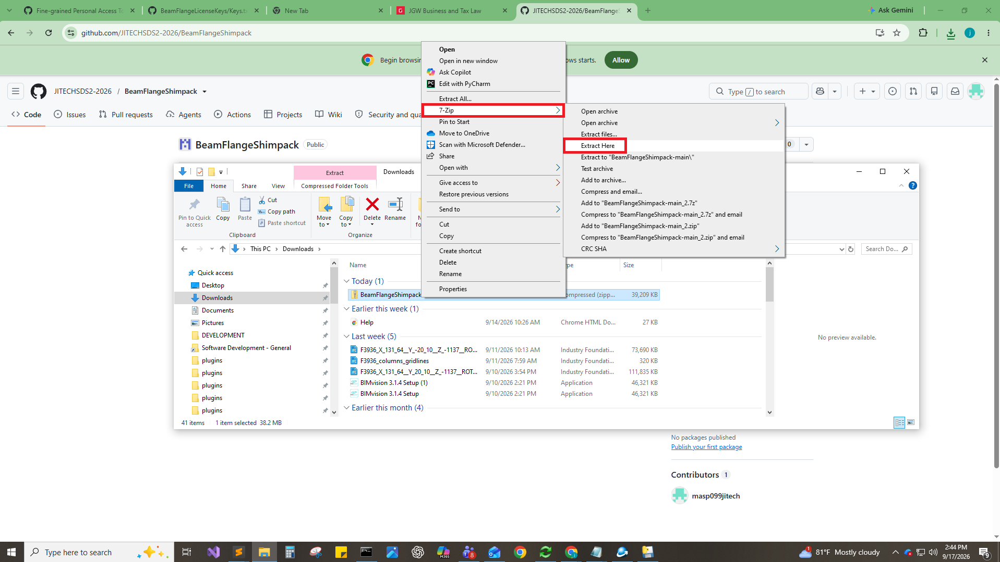 Fine-grained Personal Access To
BeamFlangeLicenseKeys/Keys.t
New Tab
JGW Business and Tax Law
JITECHSDS2-2026/BeamFlangeS
Ask Gemini
github.com/JITECHSDS2-2026/BeamFlangeShimpack
j
Begin browsin
ows starts.
Allow
JITECHSDS2-2026 / BeamFlangeShimpack
Type / to search
Code
Issues
Pull requests
Agents
Actions
Projects
Wiki
Security and qua
BeamFlangeShimpack
Public
0
Open
Open in new window
Ask Copilot
Edit with PyCharm
Extract All...
7-Zip
Pin to Start
Move to OneDrive
Scan with Microsoft Defender...
Share
Open with
Give access to
Restore previous versions
Send to
Cut
Copy
Create shortcut
Delete
Rename
Properties
Open archive
Open archive
Extract files...
Extract Here
Extract to "BeamFlangeShimpack-main\"
Test archive
Add to archive...
Compress and email...
Add to "BeamFlangeShimpack-main_2.7z"
Compress to "BeamFlangeShimpack-main_2.7z" and email
Add to "BeamFlangeShimpack-main_2.zip"
Compress to "BeamFlangeShimpack-main_2.zip" and email
CRC SHA
Extract
Downloads
File
Home
Share
View
Compressed Folder Tools
Pin to Quick
access
Copy
Paste
Cut
Copy path
Paste shortcut
Clipboard
Move
to
Copy
to
Delete
Rename
N
fo
Organize
This PC
Downloads
Search Do...
Quick access
Desktop
Downloads
Documents
Pictures
DEVELOPMENT
Software Development - General
plugins
plugins
plugins
plugins
plugins
Name
ype
Size
Today (1)
BeamFlangeShimpack
ompressed (zipp...
39,209 KB
Earlier this week (1)
Help
9/14/2026 10:26 AM
Chrome HTML Do...
27 KB
Last week (5)
F3936_X_131_64__Y_-20_10__Z_-1137__RO...
9/11/2026 10:13 AM
Industry Foundati...
73,690 KB
F3936_columns_gridlines
9/11/2026 7:59 AM
Industry Foundati...
320 KB
F3936_X_131_64__Y_20_10__Z_-1137__ROT...
9/10/2026 3:54 PM
Industry Foundati...
111,835 KB
BIMvision 3.1.4 Setup (1)
9/10/2026 2:21 PM
Application
46,321 KB
BIMvision 3.1.4 Setup
9/10/2026 2:21 PM
Application
46,321 KB
Earlier this month (4)
No preview available.
41 items
1 item selected 38.2 MB
No packages published
Publish your first package
Contributors 1
masp099jitech
Type here to search
M365
8
1
81°F Mostly cloudy
2:44 PM
9/17/2026
9